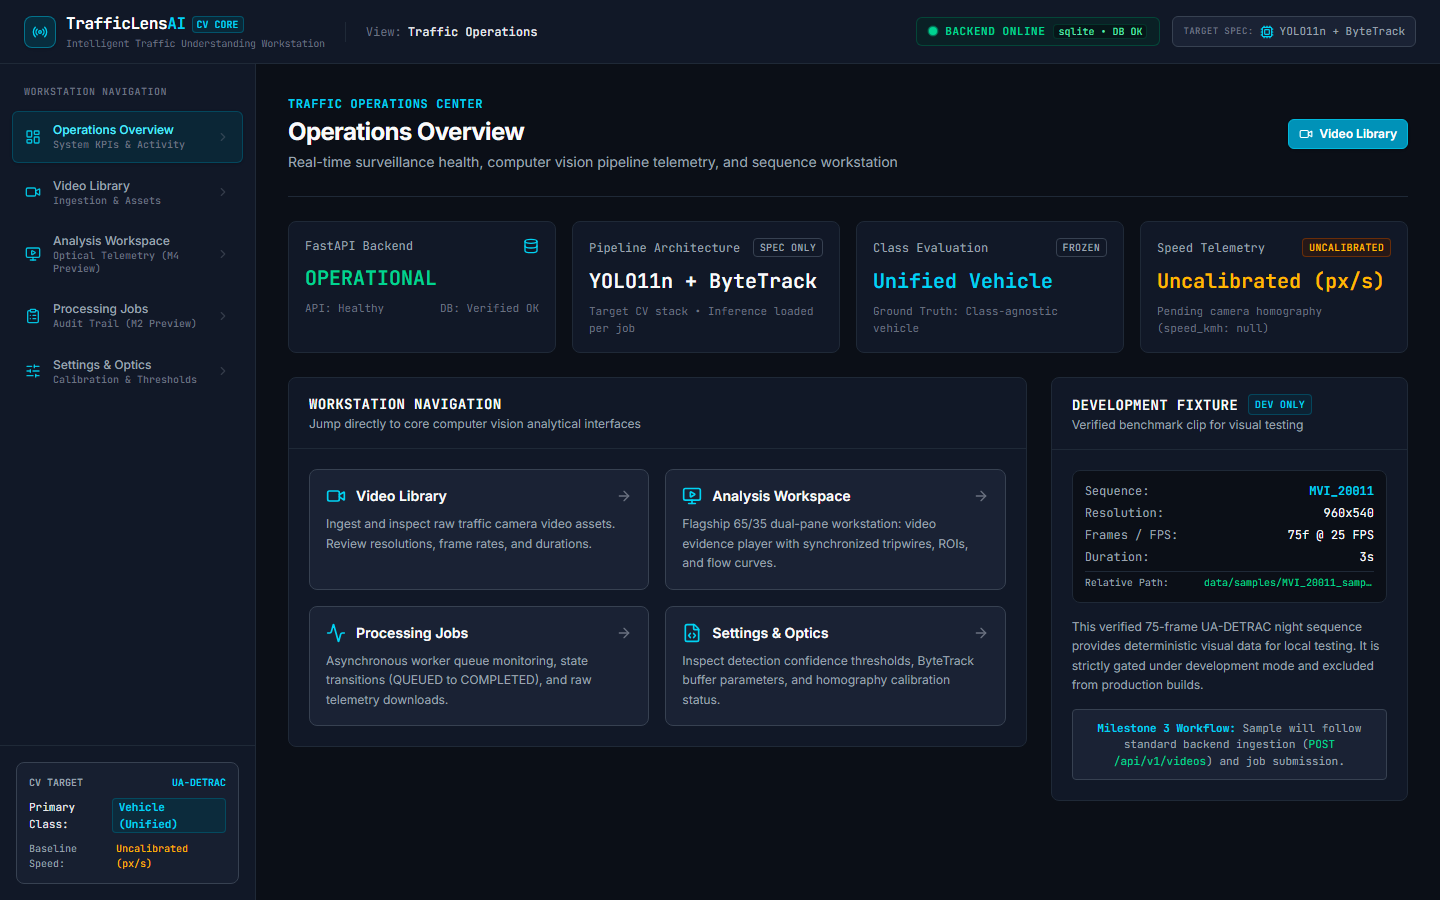 TrafficLensAI CV CORE
Intelligent Traffic Understanding Workstation
View: Traffic Operations
BACKEND ONLINE sqlite • DB OK
TARGET SPEC: YOLO11n + ByteTrack
WORKSTATION NAVIGATION
Operations Overview
System KPIs & Activity
Video Library
Ingestion & Assets
Analysis Workspace
Optical Telemetry (M4
Preview)
Processing Jobs
Audit Trail (M2 Preview)
Settings & Optics
Calibration & Thresholds
CV TARGET UA-DETRAC
Primary
Class:
Vehicle
(Unified)
Baseline
Speed:
Uncalibrated
(px/s)
TRAFFIC OPERATIONS CENTER
Operations Overview
Real-time surveillance health, computer vision pipeline telemetry, and sequence workstation
Video Library
FastAPI Backend
OPERATIONAL
API: Healthy DB: Verified OK
Pipeline Architecture SPEC ONLY
YOLO11n + ByteTrack
Target CV stack • Inference loaded
per job
Class Evaluation FROZEN
Unified Vehicle
Ground Truth: Class-agnostic
vehicle
Speed Telemetry UNCALIBRATED
Uncalibrated (px/s)
Pending camera homography
(speed_kmh: null)
WORKSTATION NAVIGATION
Jump directly to core computer vision analytical interfaces
Video Library
Ingest and inspect raw traffic camera video assets.
Review resolutions, frame rates, and durations.
Analysis Workspace
Flagship 65/35 dual-pane workstation: video
evidence player with synchronized tripwires, ROIs,
and flow curves.
Processing Jobs
Asynchronous worker queue monitoring, state
transitions (QUEUED to COMPLETED), and raw
telemetry downloads.
Settings & Optics
Inspect detection confidence thresholds, ByteTrack
buffer parameters, and homography calibration
status.
DEVELOPMENT FIXTURE DEV ONLY
Verified benchmark clip for visual testing
Sequence: MVI_20011
Resolution: 960x540
Frames / FPS: 75f @ 25 FPS
Duration: 3s
Relative Path: data/samples/MVI_20011_samp…
This verified 75-frame UA-DETRAC night sequence
provides deterministic visual data for local testing. It is
strictly gated under development mode and excluded
from production builds.
Milestone 3 Workflow: Sample will follow
standard backend ingestion (POST
/api/v1/videos) and job submission.